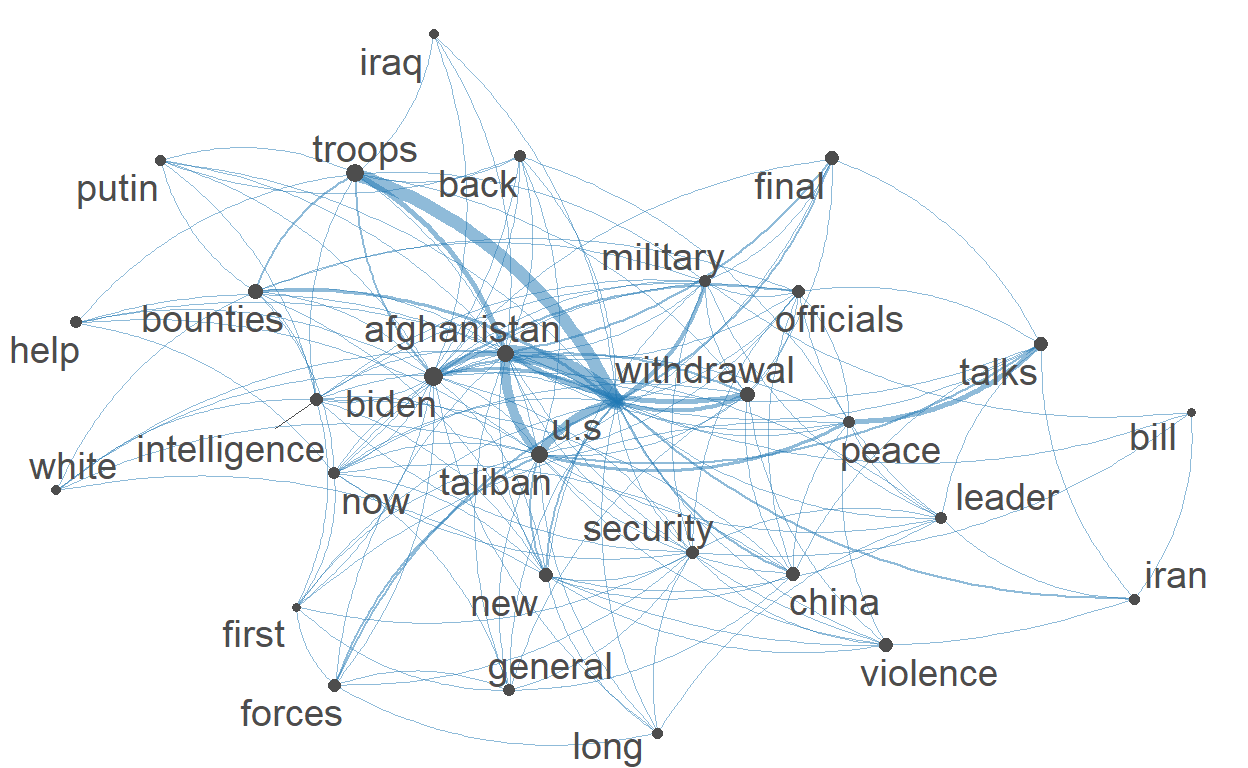 iraq
troops
putin
back
final
military
bounties
afghanistan
officials
help
withdrawal
talks
biden
u.s
bill
intelligence
peace
white
taliban
now
leader
security
iran
new
china
first
general
violence
forces
long